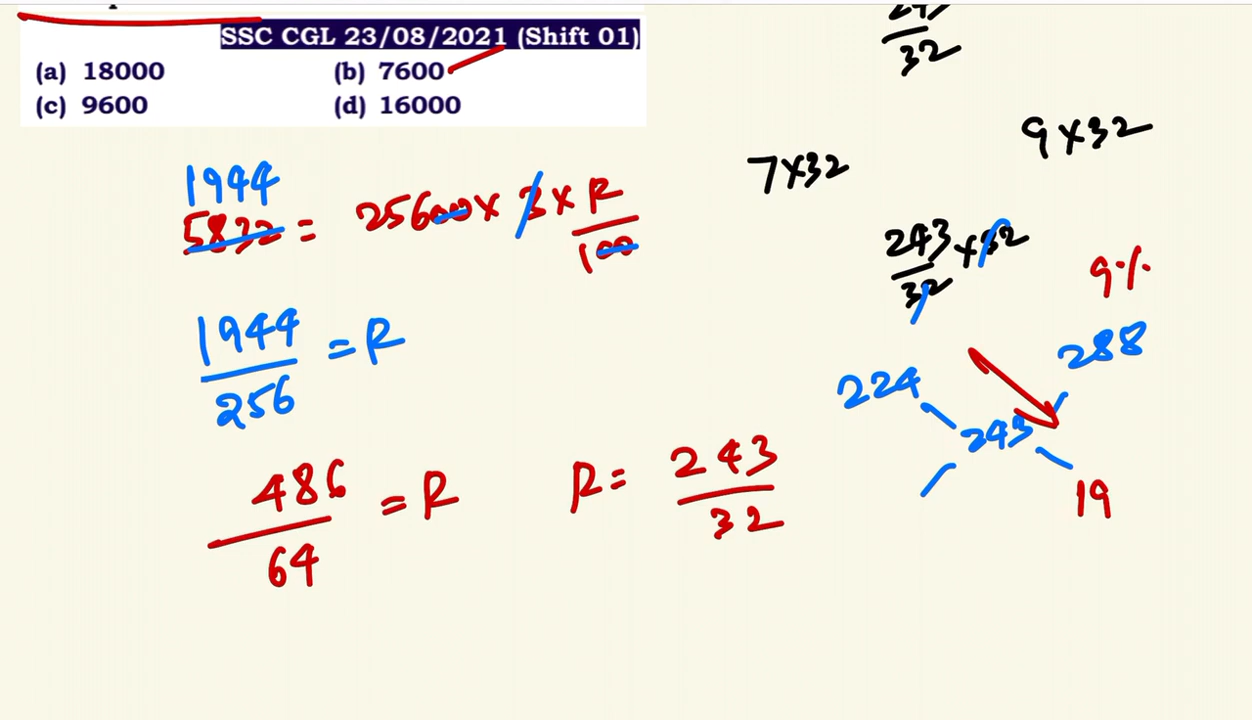 SSC CGL 23/08/2021 (Shift 01)
(a) 18000 (b) 7600
(c) 9600 (d) 16000
243
32
1944
5832 = 25600 × 3 × R
100
7×32
9×32
243 × 32
32
9%
1944 = R
256
224
288
243
19
486 = R
64
R = 243
32